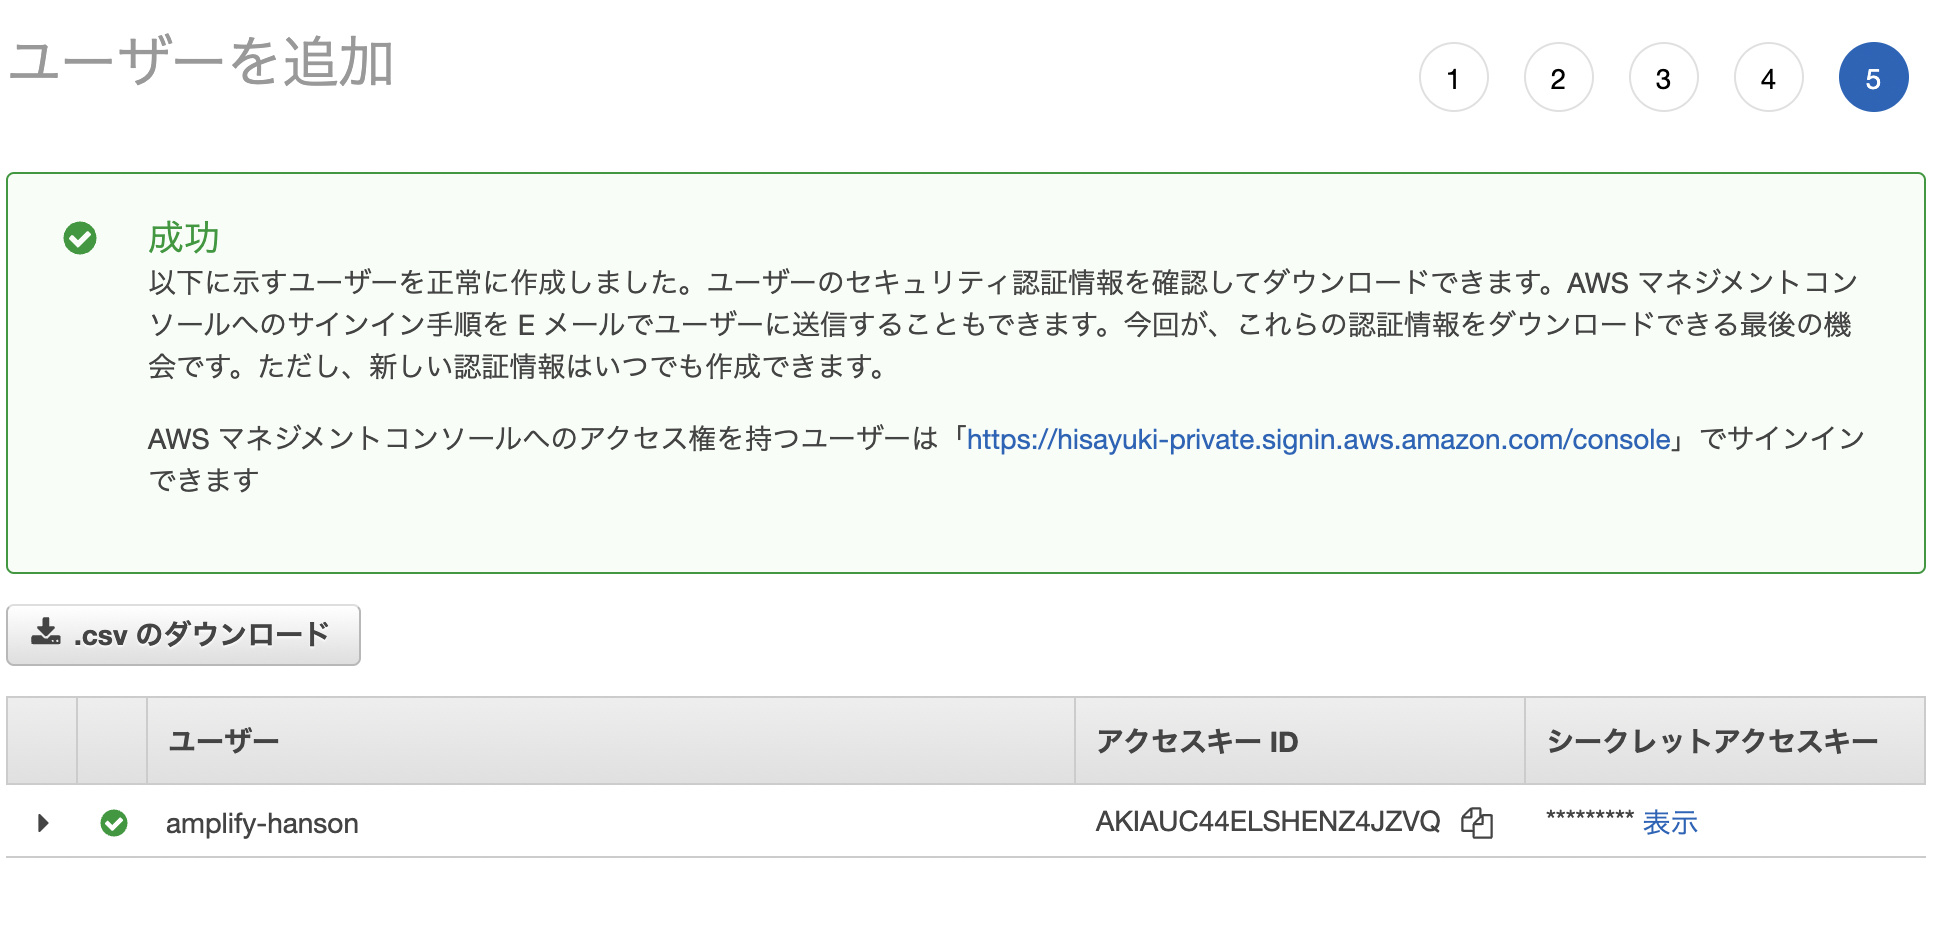 ユーザーを追加
1 2 3 4 5
成功
以下に示すユーザーを正常に作成しました。ユーザーのセキュリティ認証情報を確認してダウンロードできます。AWS マネジメントコン
ソールへのサインイン手順を E メールでユーザーに送信することもできます。今回が、これらの認証情報をダウンロードできる最後の機
会です。ただし、新しい認証情報はいつでも作成できます。
AWS マネジメントコンソールへのアクセス権を持つユーザーは「https://hisayuki-private.signin.aws.amazon.com/console」でサインイン
できます
.csv のダウンロード
ユーザー アクセスキー ID シークレットアクセスキー
amplify-hanson AKIAUC44ELSHENZ4JZVQ ********* 表示